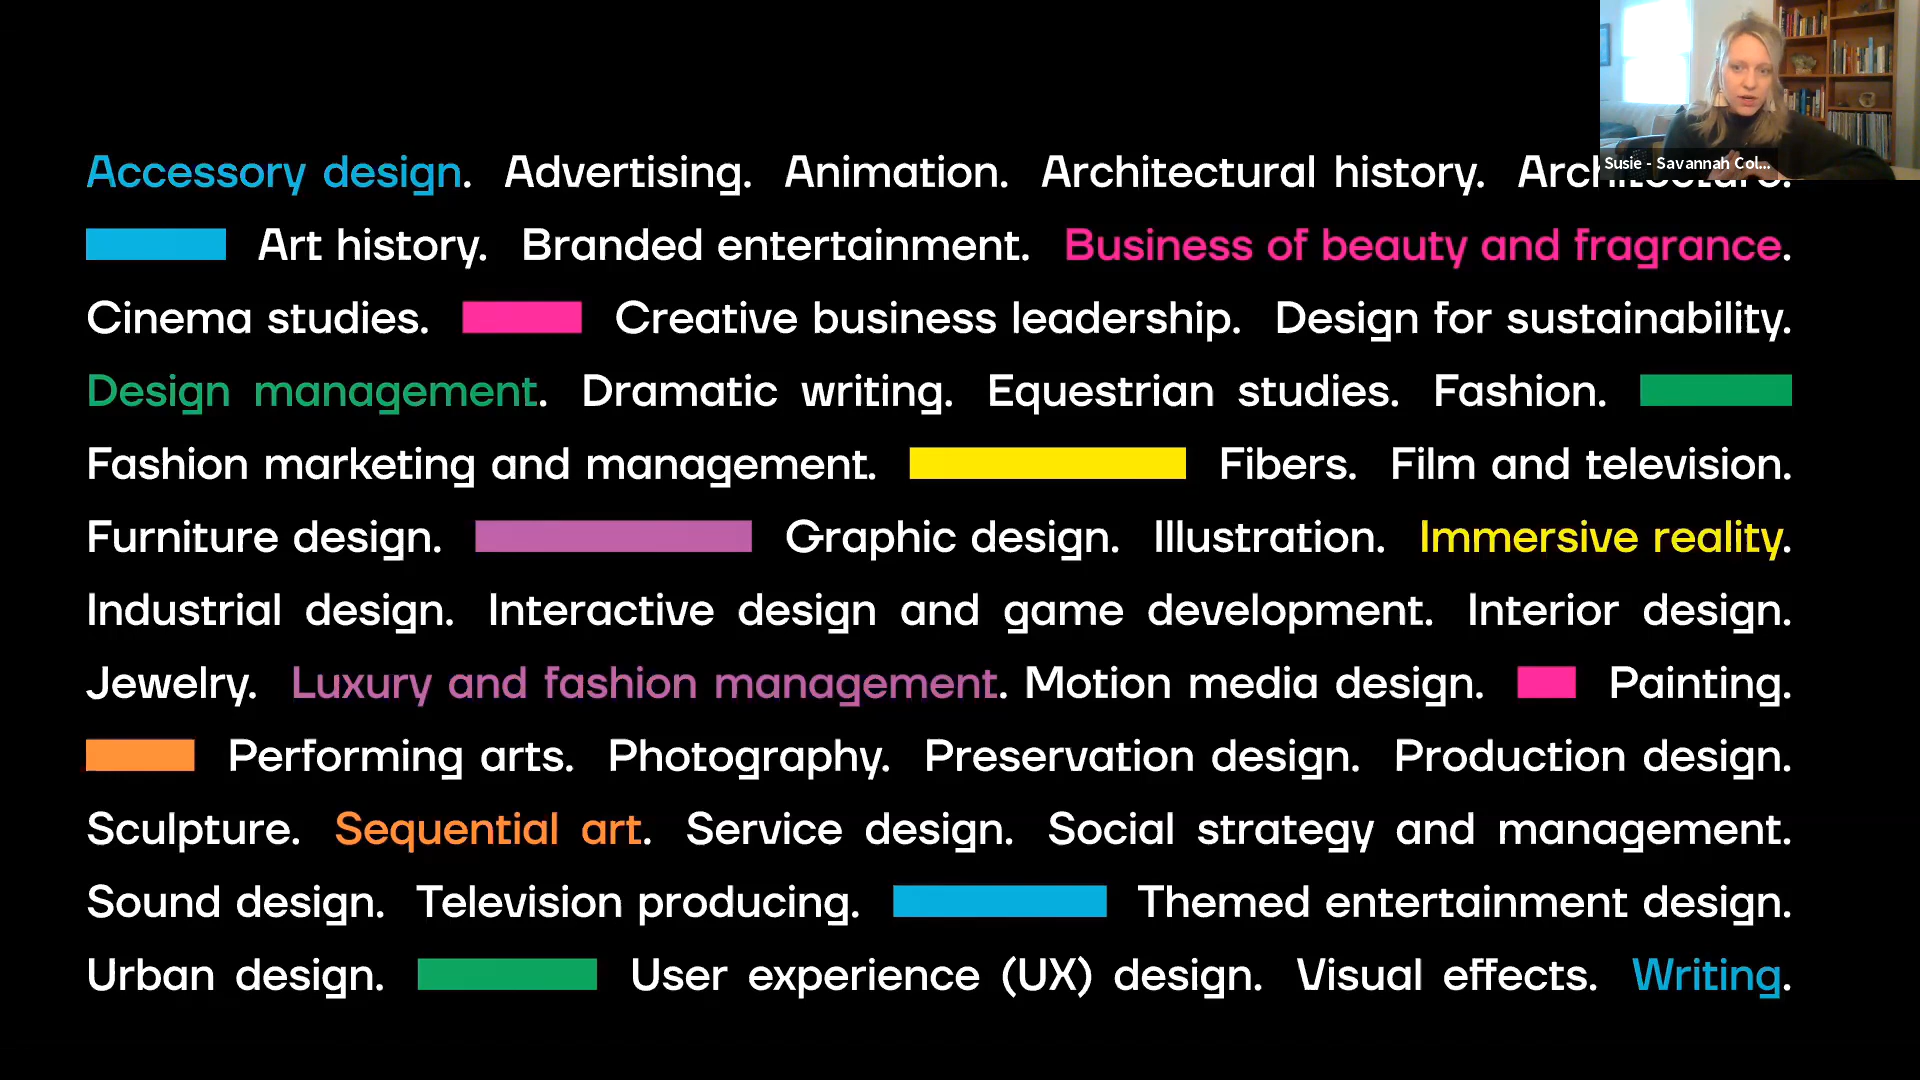 Susie - Savannah Col...
Accessory design. Advertising. Animation. Architectural history. Architecture.
Art history. Branded entertainment. Business of beauty and fragrance.
Cinema studies. Creative business leadership. Design for sustainability.
Design management. Dramatic writing. Equestrian studies. Fashion.
Fashion marketing and management. Fibers. Film and television.
Furniture design. Graphic design. Illustration. Immersive reality.
Industrial design. Interactive design and game development. Interior design.
Jewelry. Luxury and fashion management. Motion media design. Painting.
Performing arts. Photography. Preservation design. Production design.
Sculpture. Sequential art. Service design. Social strategy and management.
Sound design. Television producing. Themed entertainment design.
Urban design. User experience (UX) design. Visual effects. Writing.